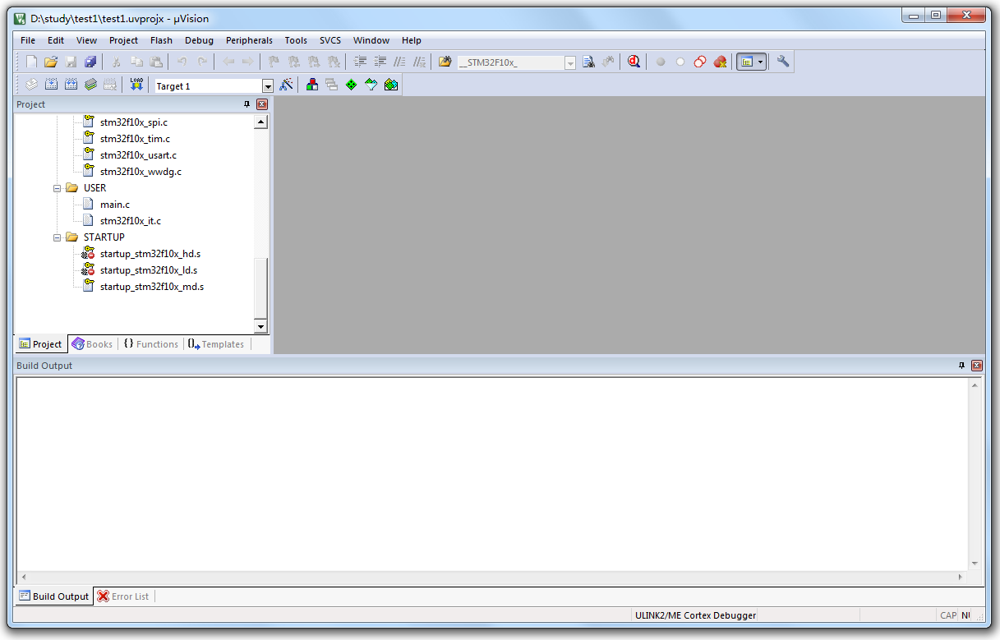 D:\study\test1\test1.uvprojx - µVision
File Edit View Project Flash Debug Peripherals Tools SVCS Window Help
__STM32F10x_
LOAD Target 1
Project
stm32f10x_spi.c
stm32f10x_tim.c
stm32f10x_usart.c
stm32f10x_wwdg.c
USER
main.c
stm32f10x_it.c
STARTUP
startup_stm32f10x_hd.s
startup_stm32f10x_ld.s
startup_stm32f10x_md.s
Project Books {} Functions Templates
Build Output
Build Output Error List
ULINK2/ME Cortex Debugger CAP